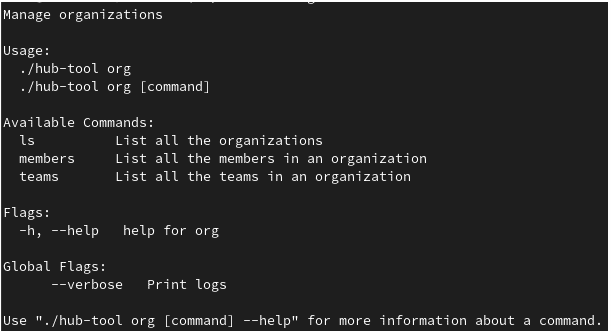 Manage organizations
Usage:
./hub-tool org
./hub-tool org [command]
Available Commands:
ls          List all the organizations
members     List all the members in an organization
teams       List all the teams in an organization
Flags:
-h, --help   help for org
Global Flags:
--verbose   Print logs
Use "./hub-tool org [command] --help" for more information about a command.